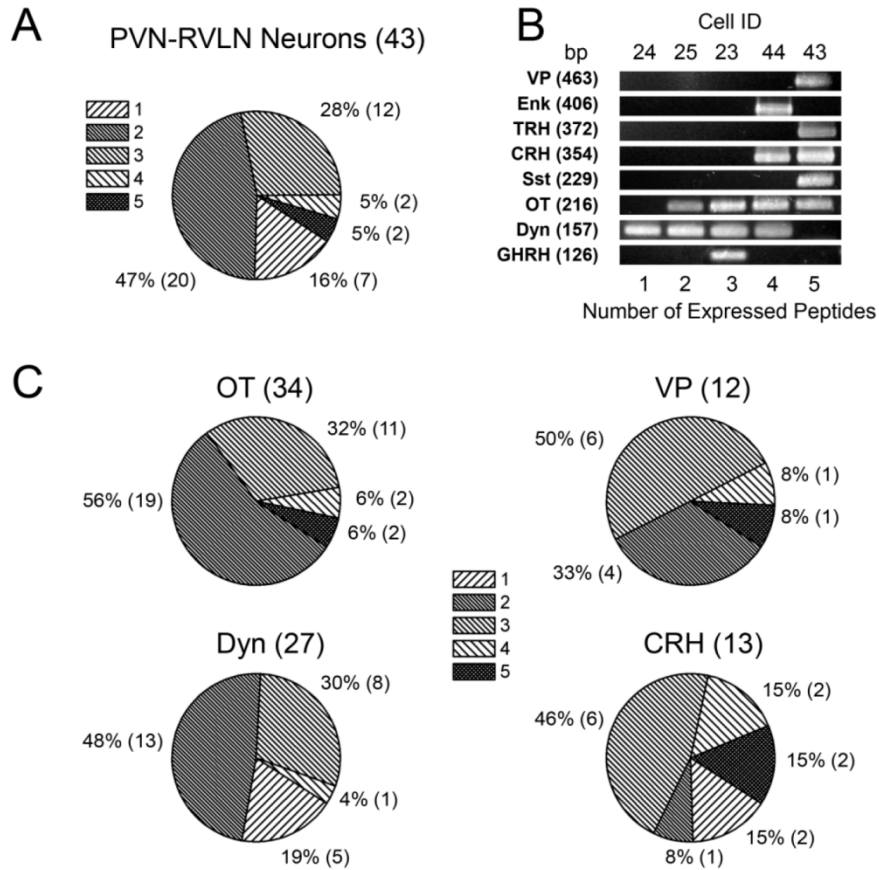 A
PVN-RVLN Neurons (43)
1
2
3
4
5
28% (12)
5% (2)
5% (2)
16% (7)
47% (20)
B
Cell ID
bp 24 25 23 44 43
VP (463)
Enk (406)
TRH (372)
CRH (354)
Sst (229)
OT (216)
Dyn (157)
GHRH (126)
1 2 3 4 5
Number of Expressed Peptides
C
OT (34)
32% (11)
56% (19)
6% (2)
6% (2)
VP (12)
50% (6)
8% (1)
8% (1)
33% (4)
1
2
3
4
5
Dyn (27)
30% (8)
48% (13)
4% (1)
19% (5)
CRH (13)
15% (2)
46% (6)
15% (2)
15% (2)
8% (1)